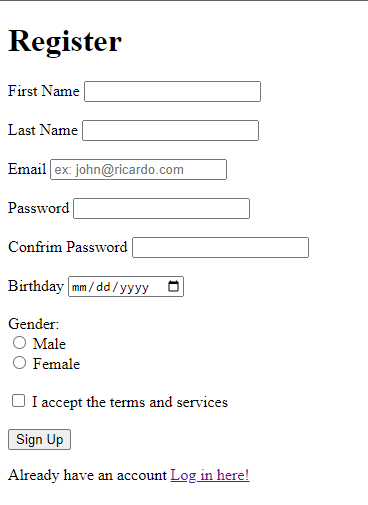 Register
First Name
Last Name
Email ex: john@ricardo.com
Password
Confrim Password
Birthday mm/dd/yyyy
Gender:
Male
Female
I accept the terms and services
Sign Up
Already have an account Log in here!